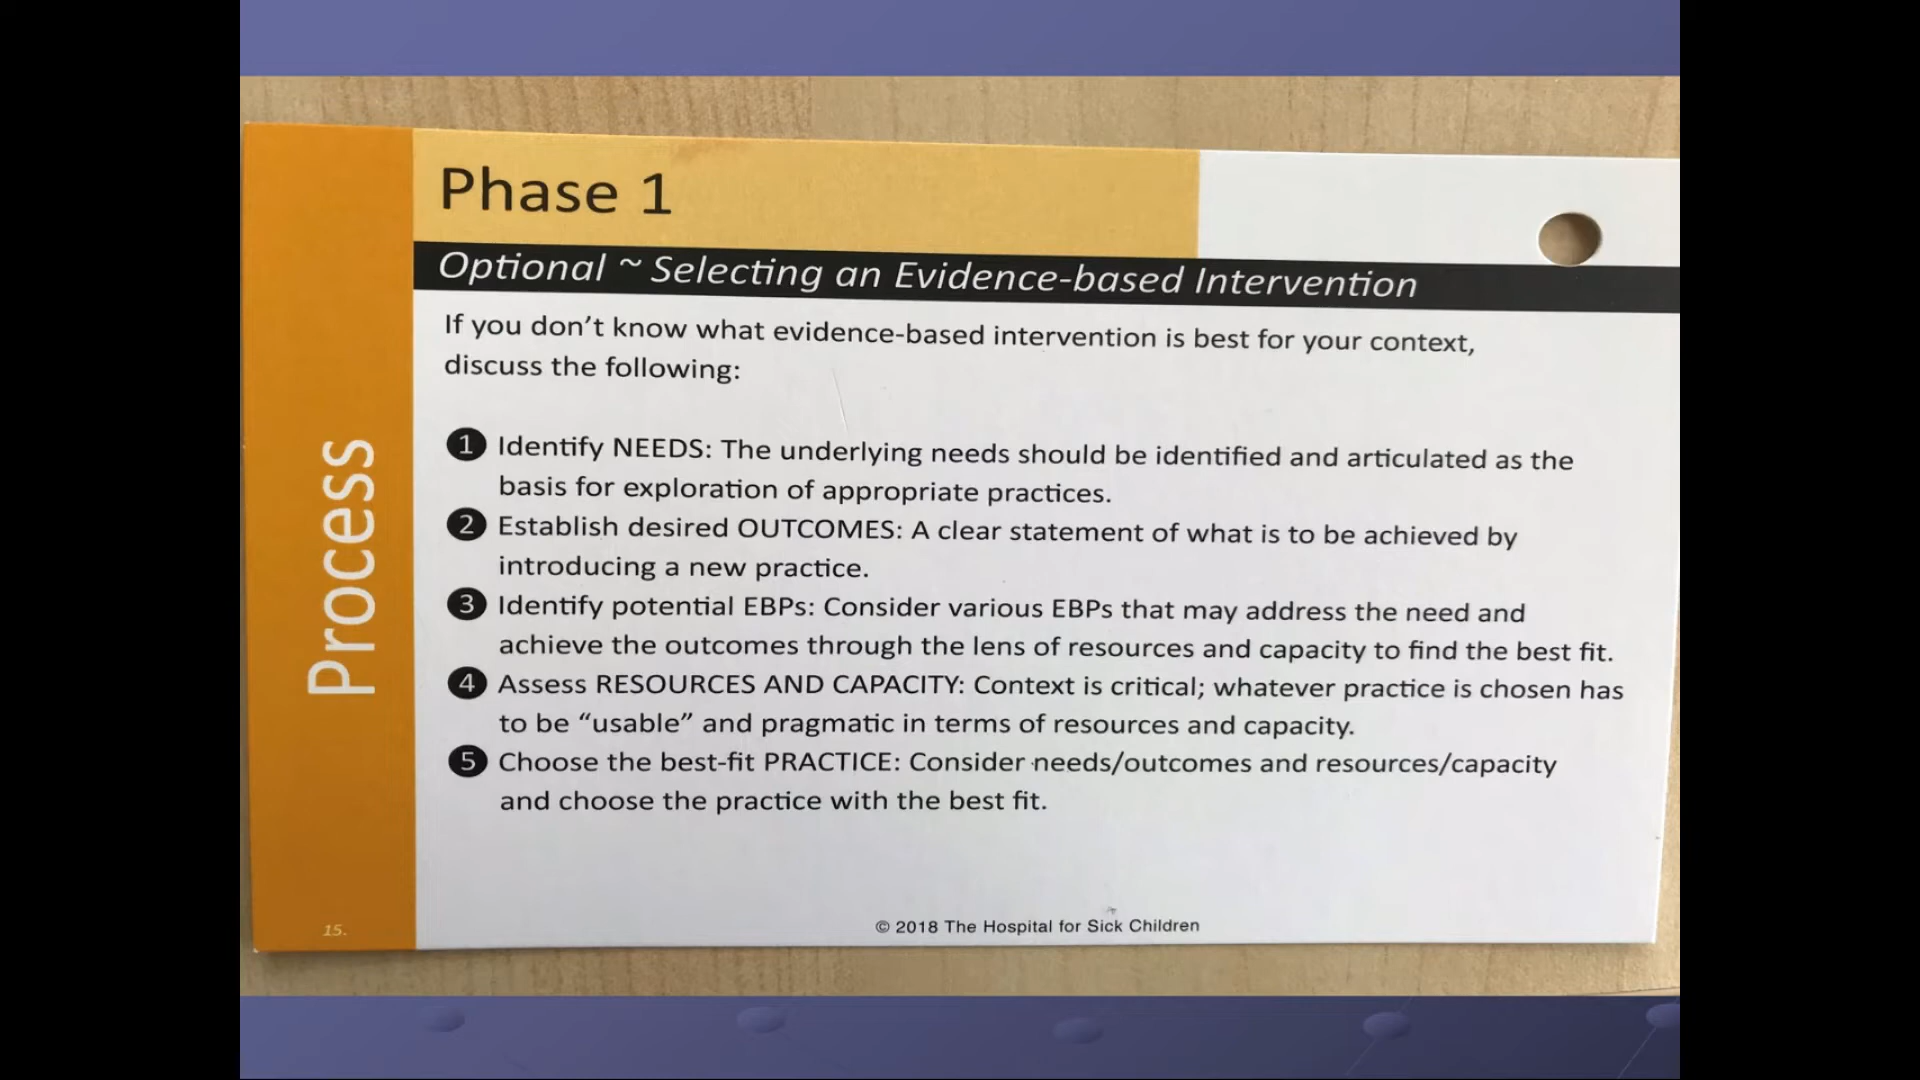 Phase 1
Optional ~ Selecting an Evidence-based Intervention
If you don’t know what evidence-based intervention is best for your context,
discuss the following:
1 Identify NEEDS: The underlying needs should be identified and articulated as the
basis for exploration of appropriate practices.
2 Establish desired OUTCOMES: A clear statement of what is to be achieved by
introducing a new practice.
3 Identify potential EBPs: Consider various EBPs that may address the need and
achieve the outcomes through the lens of resources and capacity to find the best fit.
4 Assess RESOURCES AND CAPACITY: Context is critical; whatever practice is chosen has
to be “usable” and pragmatic in terms of resources and capacity.
5 Choose the best-fit PRACTICE: Consider needs/outcomes and resources/capacity
and choose the practice with the best fit.
Process
15.
© 2018 The Hospital for Sick Children